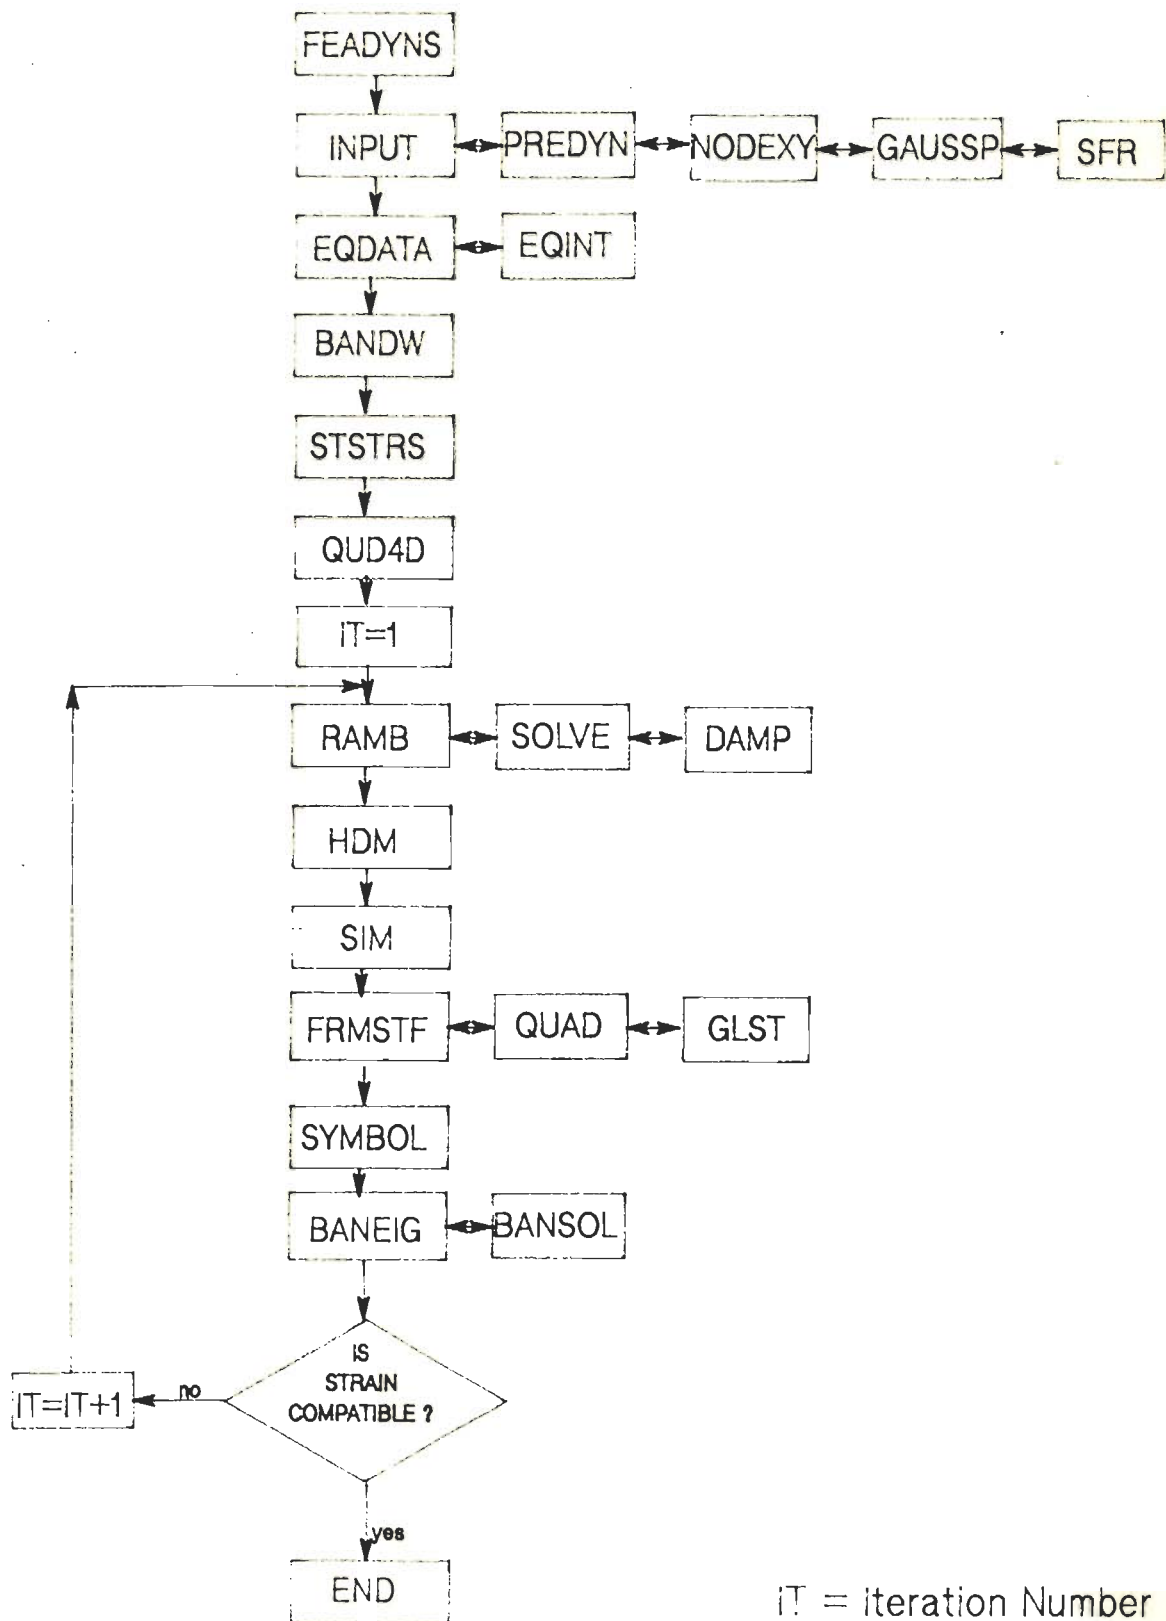 FEADYNS
INPUT PREDYN NODEXY GAUSSP SFR
EQDATA EQINT
BANDW
STSTRS
QUD4D
IT=1
RAMB SOLVE DAMP
HDM
SIM
FRMSTF QUAD GLST
SYMBOL
BANEIG BANSOL
IS
STRAIN
COMPATIBLE ?
no
IT=IT+1
yes
END
IT = Iteration Number